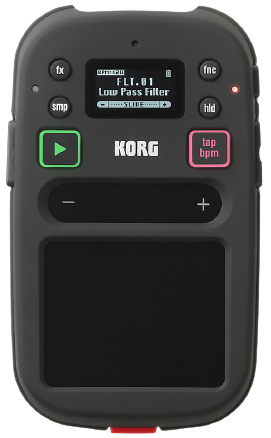 fx
fnc
FLT.01
Low Pass Filter
- SLIDE +
smp
hld
KORG
tap
bpm
− +